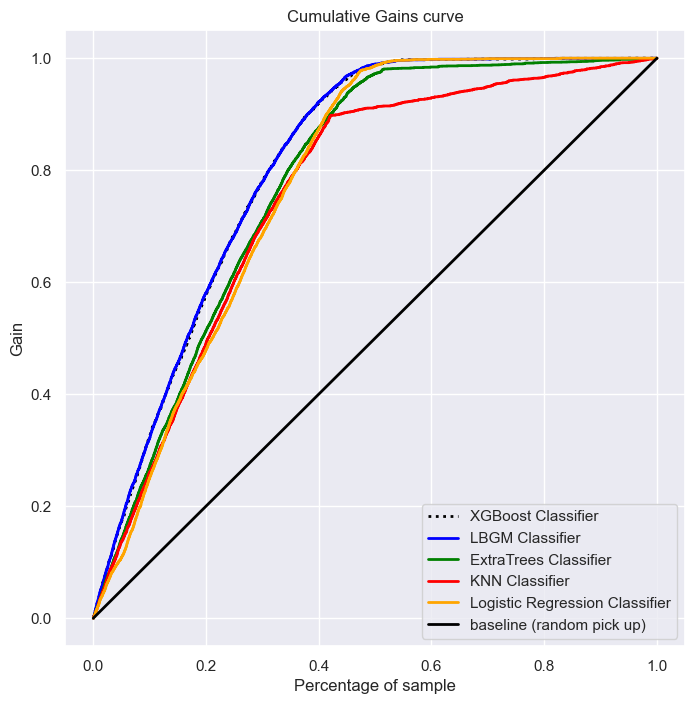 Cumulative Gains curve
Gain
1.0
0.8
0.6
0.4
0.2
0.0
XGBoost Classifier
LBGM Classifier
ExtraTrees Classifier
KNN Classifier
Logistic Regression Classifier
baseline (random pick up)
0.0 0.2 0.4 0.6 0.8 1.0
Percentage of sample